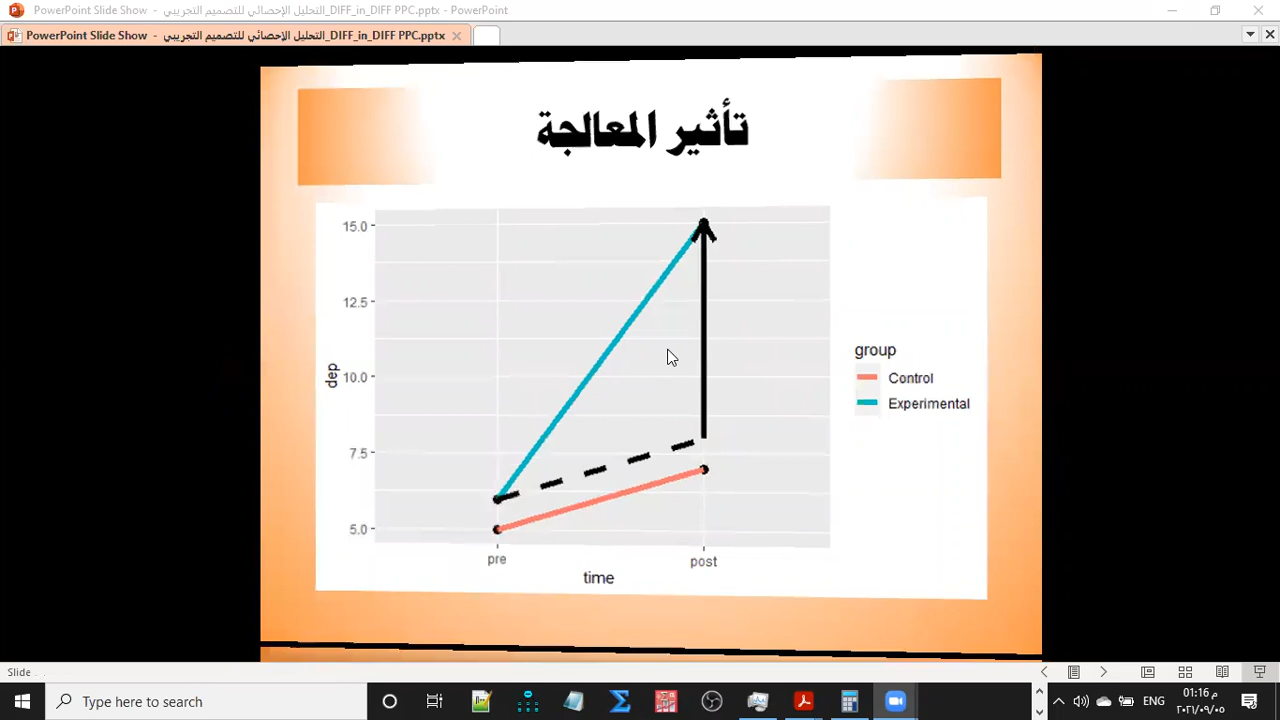 PowerPoint Slide Show - التحليل الإحصائي للتصميم التجريبي_DIFF_in_DIFF PPC.pptx - PowerPoint
PowerPoint Slide Show - التحليل الإحصائي للتصميم التجريبي_DIFF_in_DIFF PPC.pptx
تأثير المعالجة
15.0
12.5
10.0
7.5
5.0
dep
pre
post
time
group
Control
Experimental
Slide
Type here to search
ENG
01:16 م
٢٠٢١/٠٩/٠٥